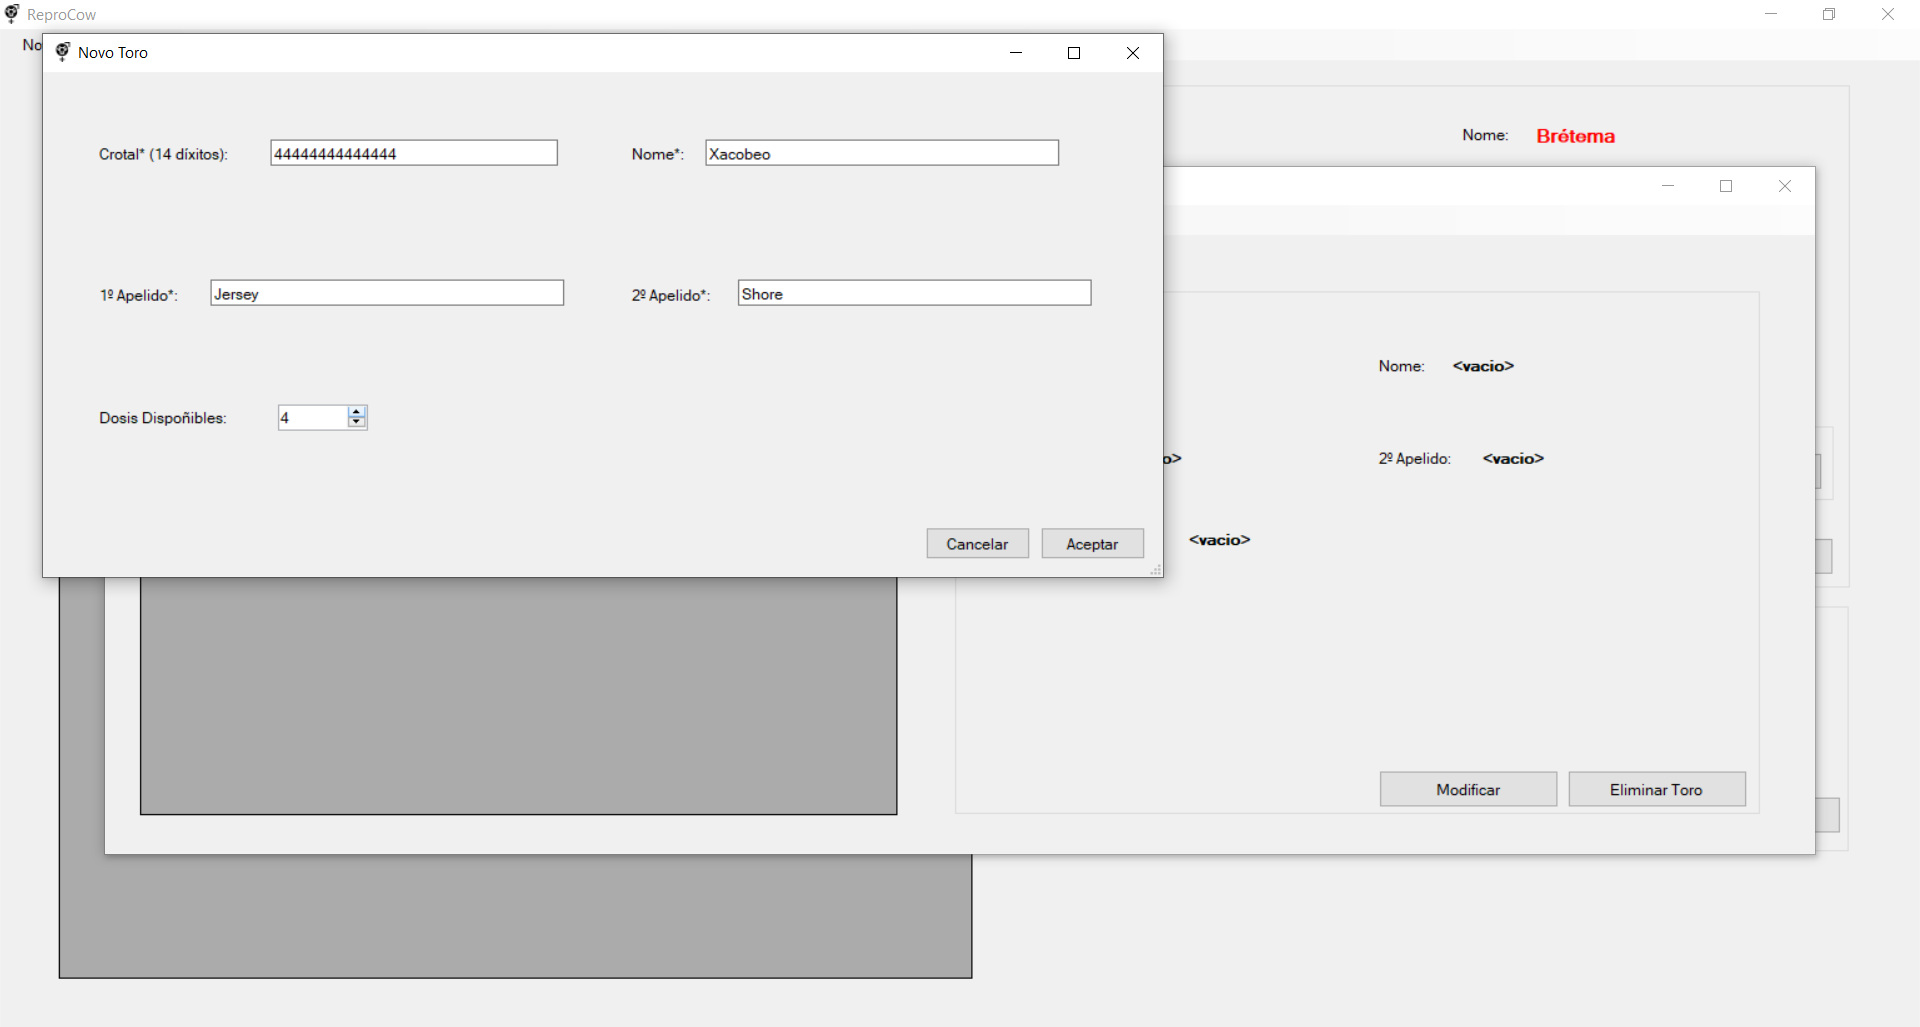 ReproCow
No
Novo Toro
Crotal* (14 díxitos): 44444444444444 Nome*: Xacobeo
1º Apelido*: Jersey 2º Apelido*: Shore
Dosis Dispoñibles: 4
Cancelar Aceptar
Nome: Brétema
Nome: <vacio>
o> 2º Apelido: <vacio>
<vacio>
Modificar Eliminar Toro